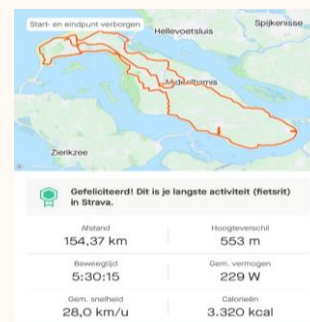 Start- en eindpunt verborgen
Hellevoetsluis
Spijkenisse
Middelharnis
Zierikzee
Gefeliciteerd! Dit is je langste activiteit (fietsrit)
in Strava.
Afstand
Hoogteverschil
154,37 km
553 m
Beweegtijd
Gem. vermogen
5:30:15
229 W
Gem. snelheid
Calorieën
28,0 km/u
3.320 kcal